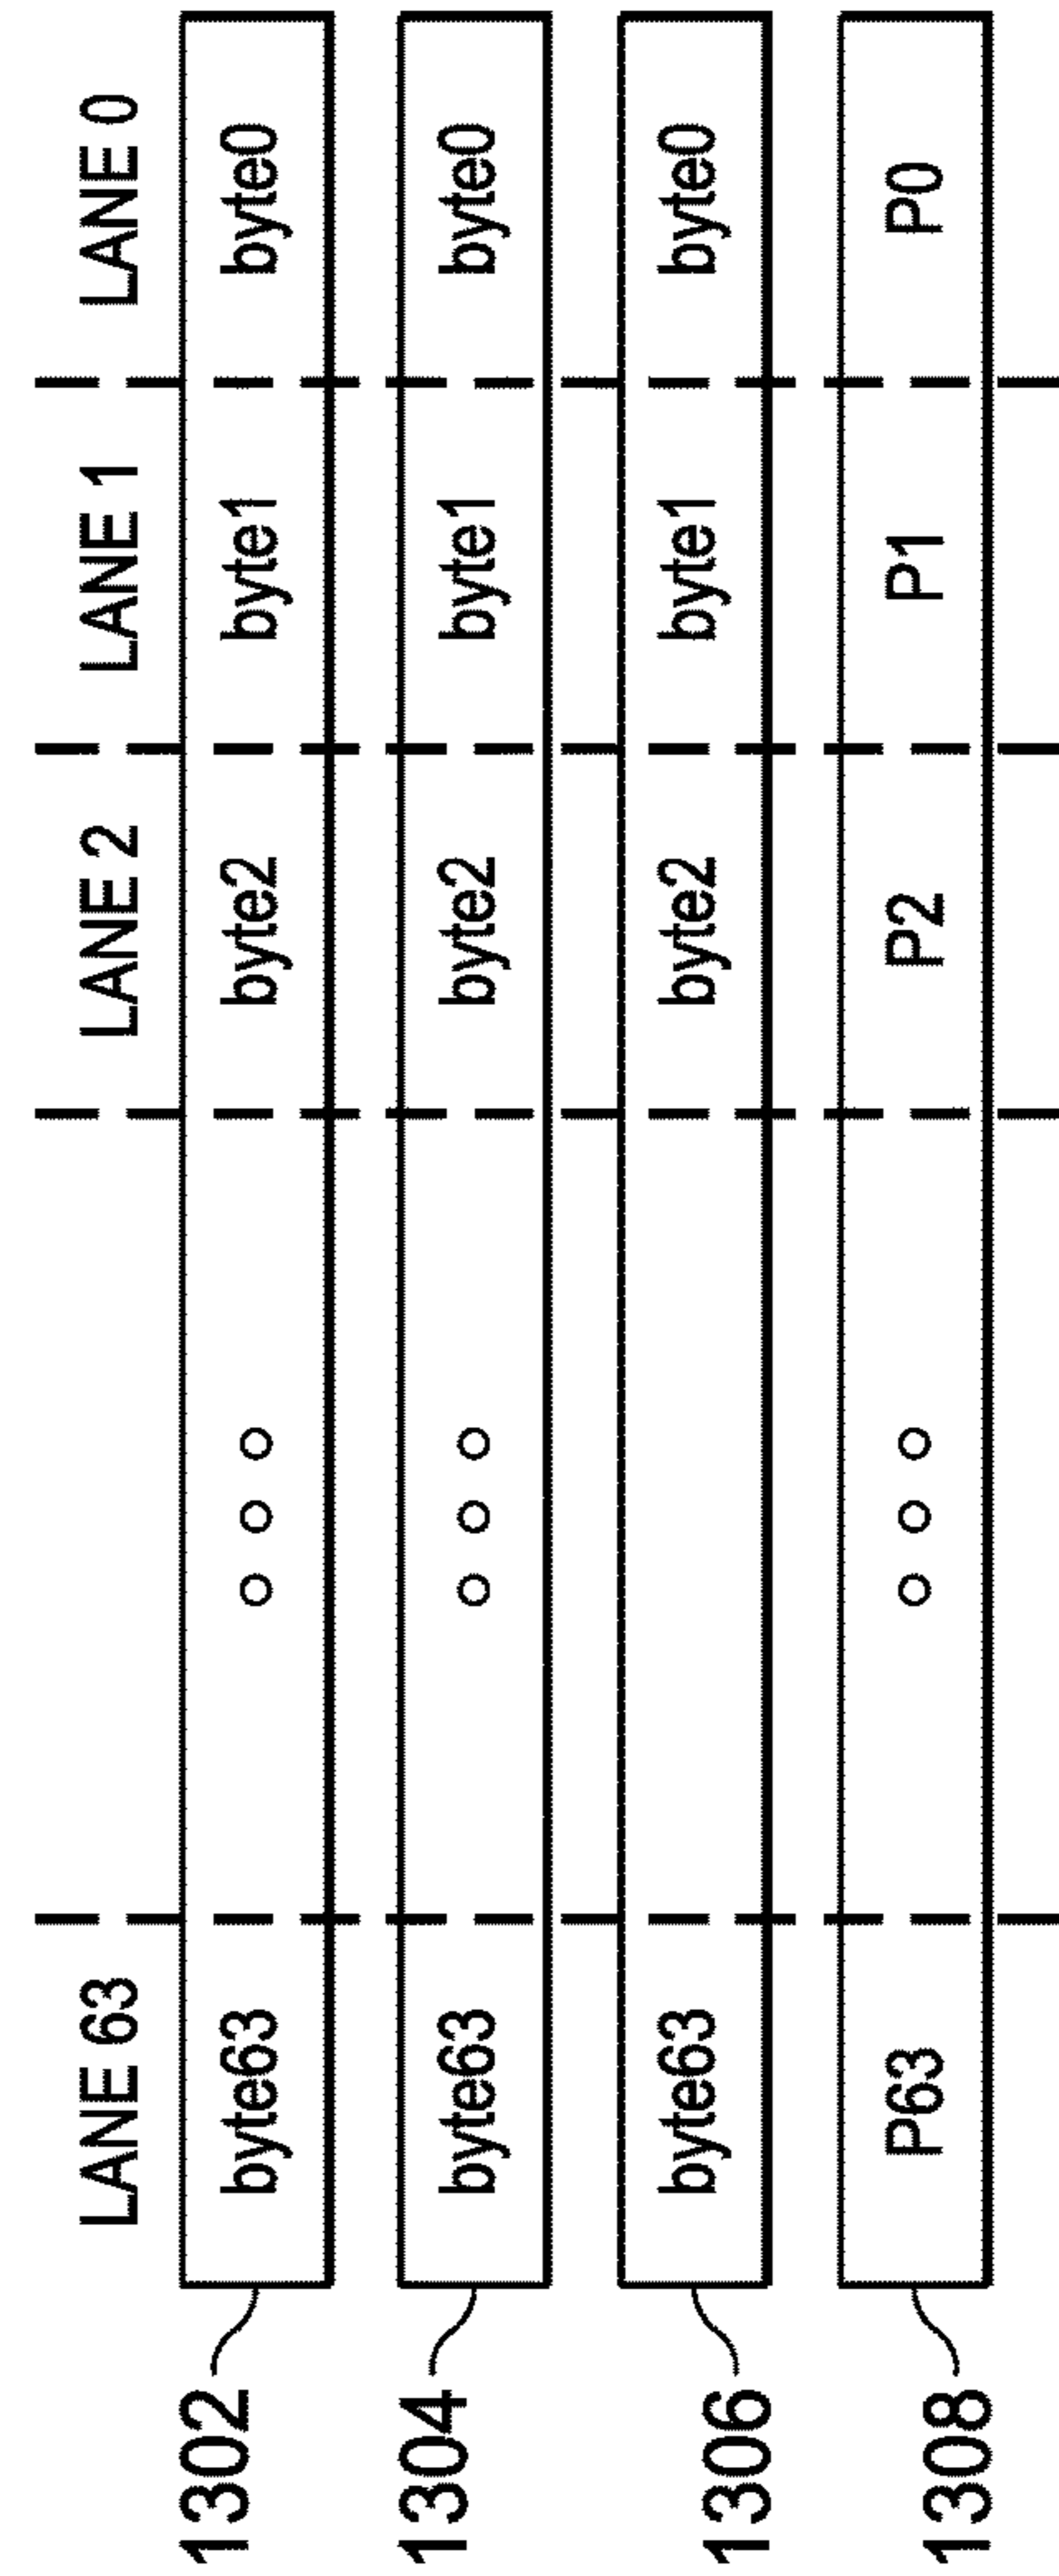 LANE 63 LANE 2 LANE 1 LANE 0
1302 byte63 byte2 byte1 byte0
1304 byte63 byte2 byte1 byte0
1306 byte63 byte2 byte1 byte0
1308 P63 P2 P1 P0